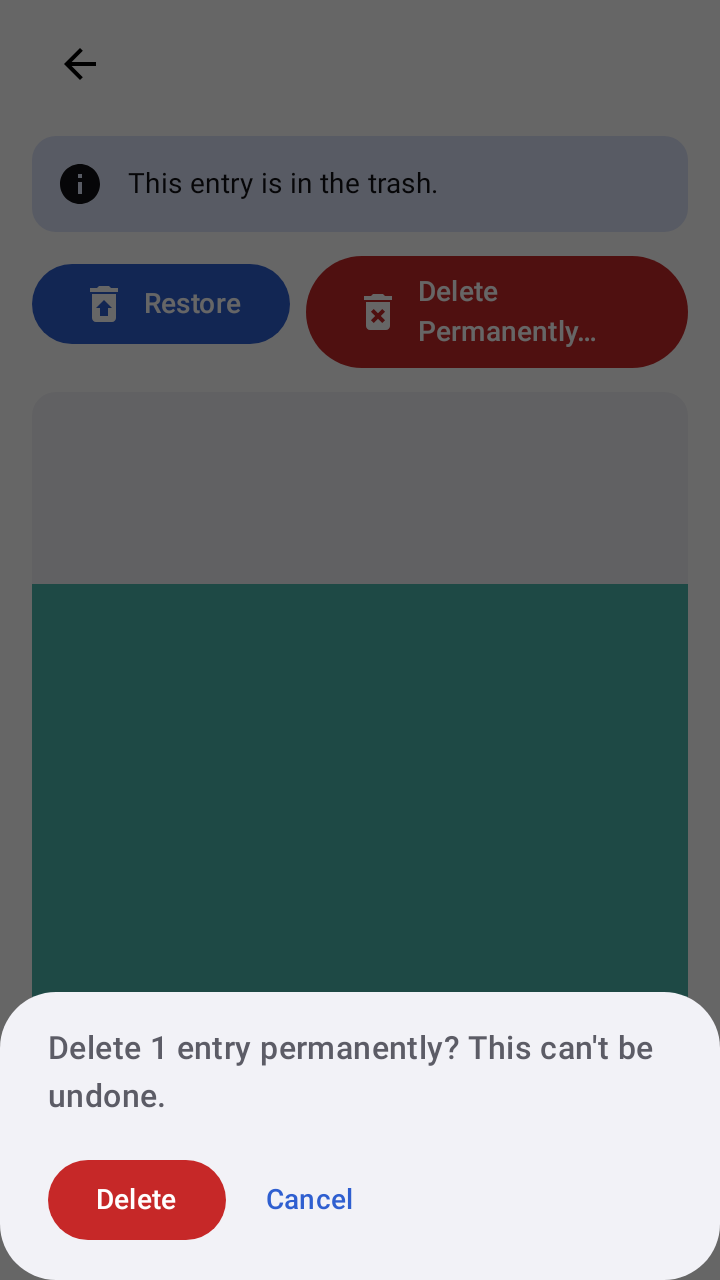 This entry is in the trash.
Restore
Delete
Permanently…
Delete 1 entry permanently? This can't be
undone.
Delete
Cancel